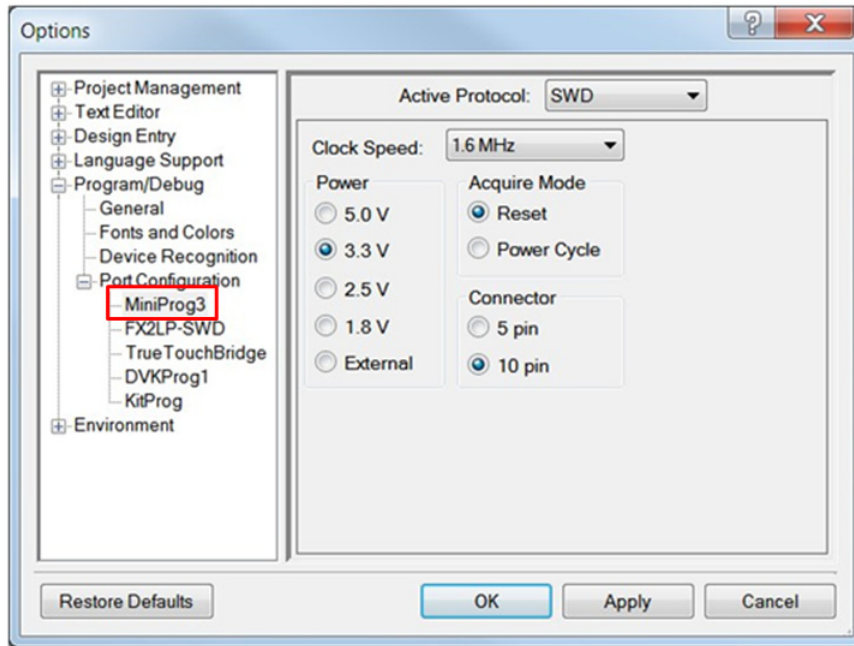 Options
Project Management
Text Editor
Design Entry
Language Support
Program/Debug
General
Fonts and Colors
Device Recognition
Port Configuration
MiniProg3
FX2LP-SWD
TrueTouchBridge
DVKProg1
KitProg
Environment
Active Protocol: SWD
Clock Speed: 1.6 MHz
Power
5.0 V
3.3 V
2.5 V
1.8 V
External
Acquire Mode
Reset
Power Cycle
Connector
5 pin
10 pin
Restore Defaults
OK
Apply
Cancel